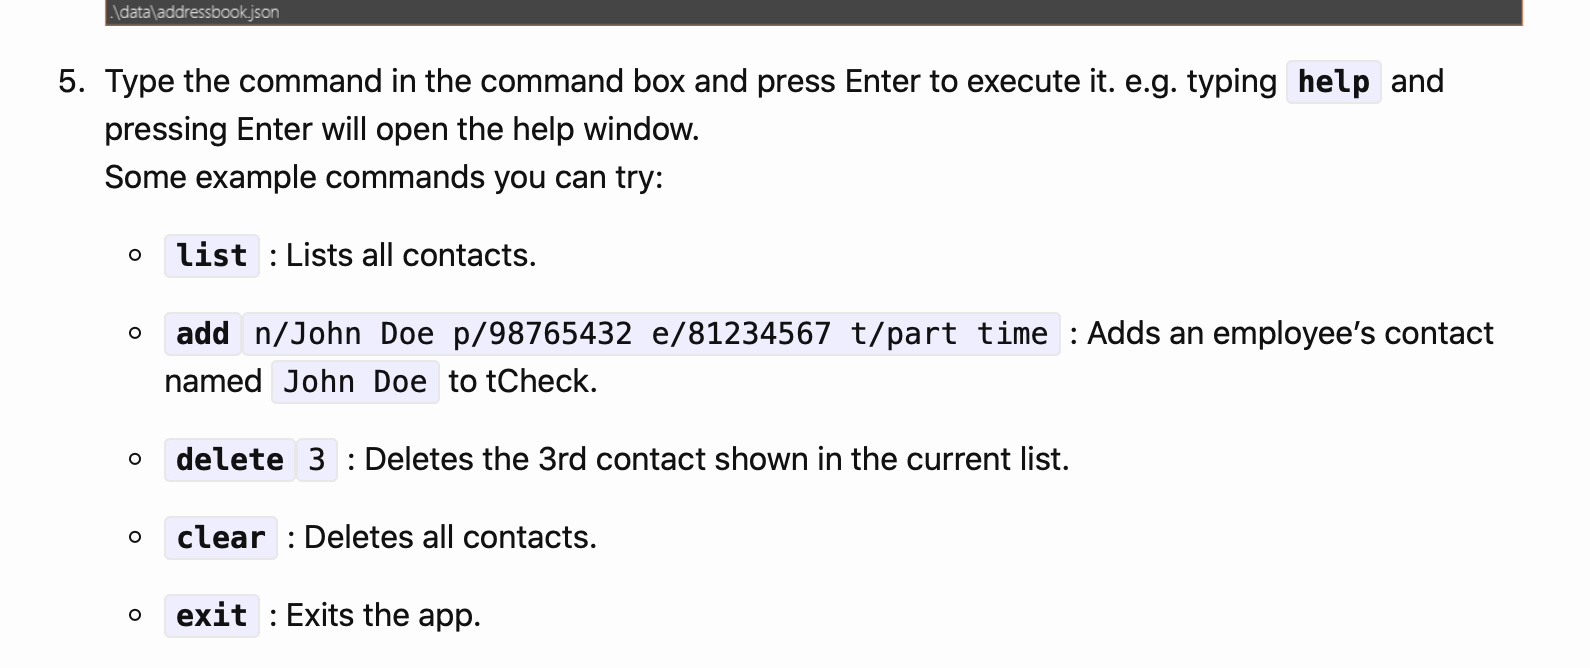 .\data\addressbook.json
5. Type the command in the command box and press Enter to execute it. e.g. typing help and
pressing Enter will open the help window.
Some example commands you can try:
list : Lists all contacts.
add n/John Doe p/98765432 e/81234567 t/part time : Adds an employee’s contact
named John Doe to tCheck.
delete 3 : Deletes the 3rd contact shown in the current list.
clear : Deletes all contacts.
exit : Exits the app.